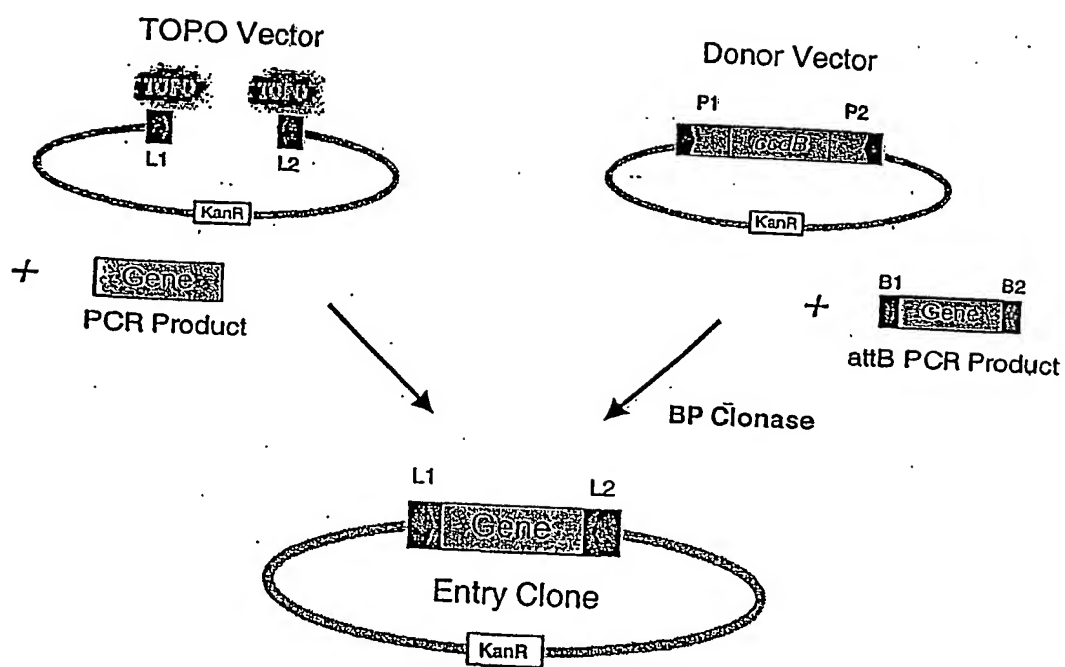 TOPO Vector
TOPO
TOPO
L1
L2
KanR
+
Gene
PCR Product
Donor Vector
P1
P2
ccdB
KanR
+
B1
B2
Gene
attB PCR Product
BP Clonase
L1
L2
Gene
Entry Clone
KanR